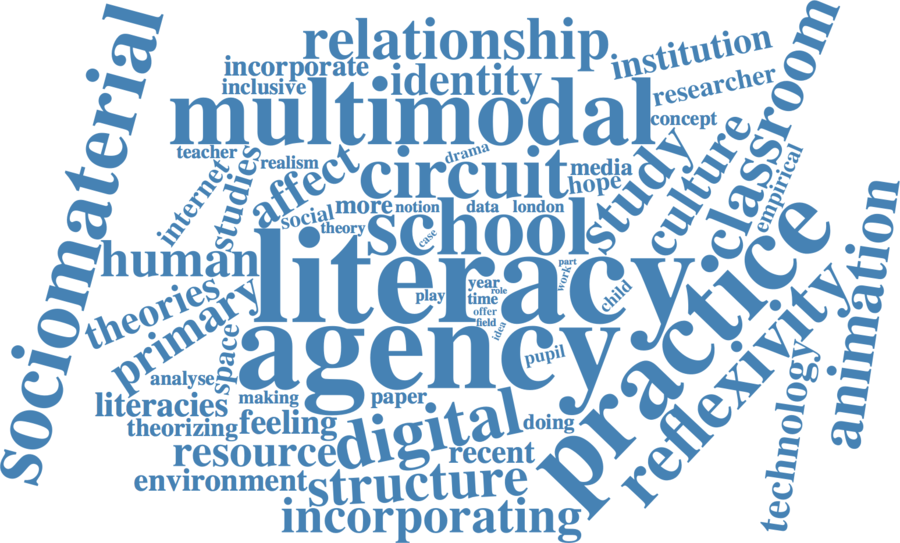 relationship
institution
incorporate
identity
inclusive
researcher
multimodal
concept
sociomaterial
classroom
teacher
realism
drama
internet
studies
affect
circuit
media
hope
study
culture
empirical
social
more
notion
data
london
theory
school
case
human
literacy
part
work
practice
theories
primary
play
year
role
time
offer
field
idea
child
animation
agency
pupil
reflexivity
space
analyse
making
paper
literacies
theorizing
feeling
digital
doing
technology
resource
recent
environment
structure
incorporating